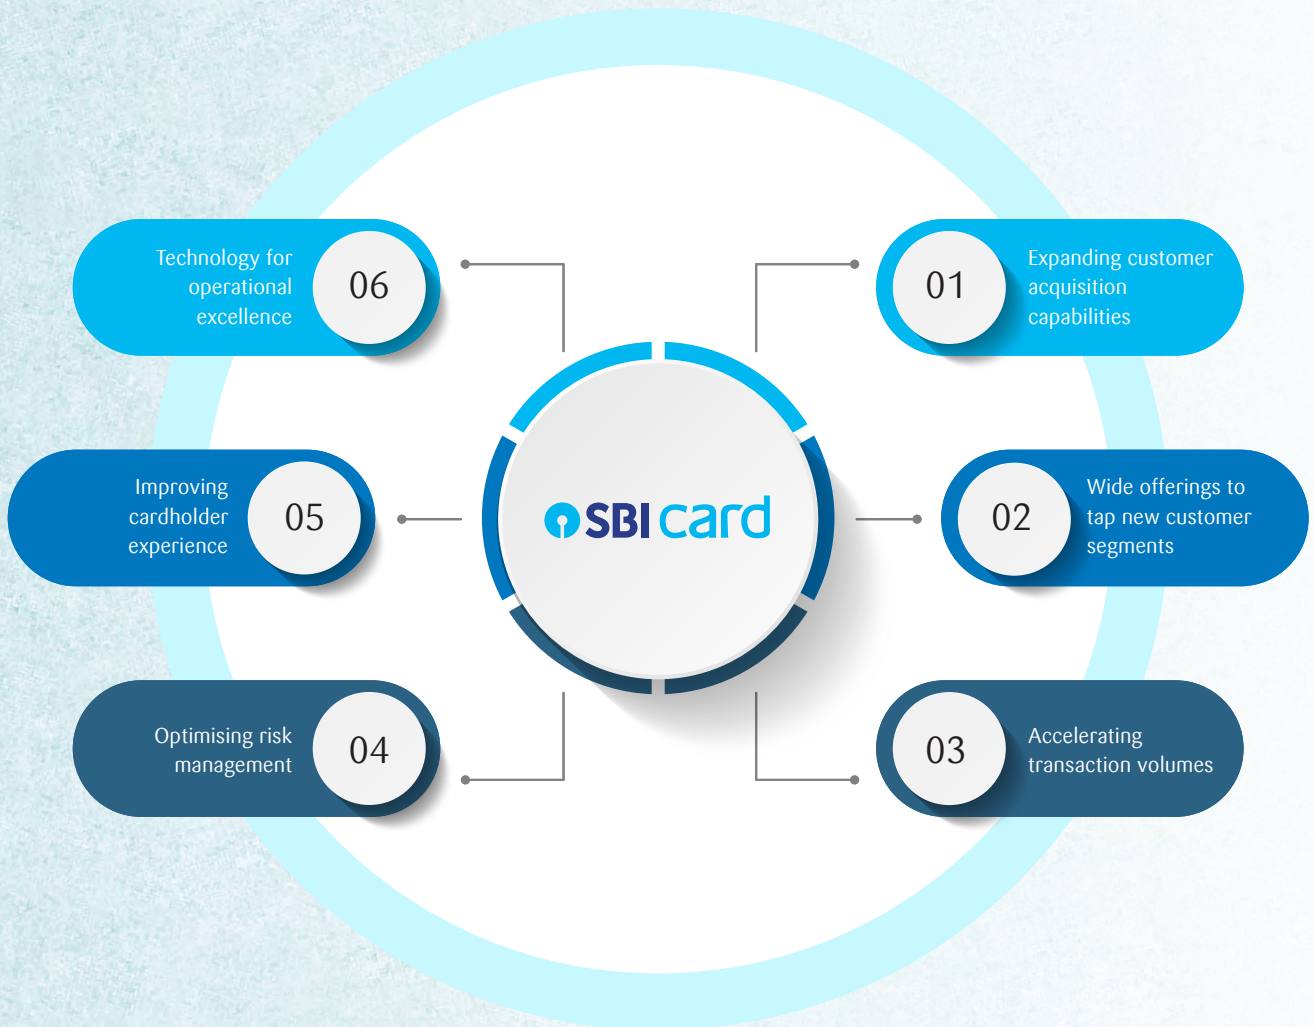 01
Expanding customer
acquisition
capabilities
02
Wide offerings to
tap new customer
segments
03
Accelerating
transaction volumes
04
Optimising risk
management
05
Improving
cardholder
experience
06
Technology for
operational
excellence
SBI card